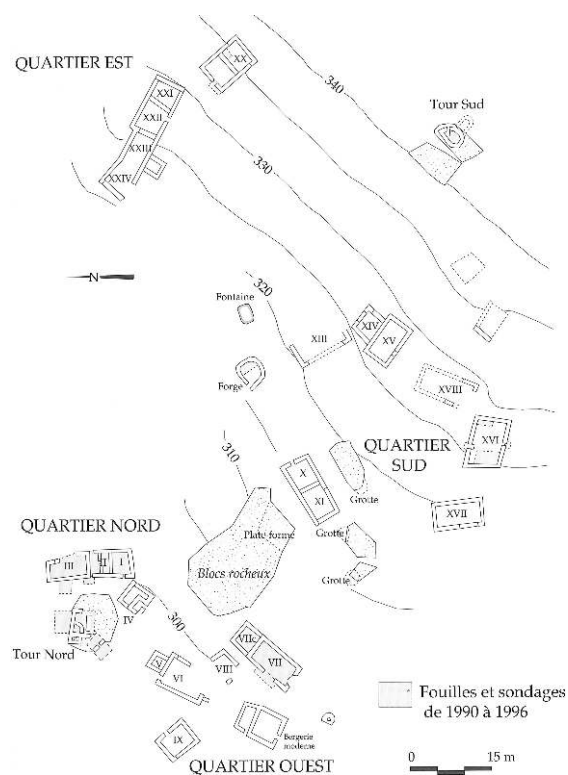 QUARTIER EST
XX
XXI
XXII
XXIII
XXIV
340
Tour Sud
330
N
320
Fontaine
XIII
XIV
XV
Forge
XVIII
310
QUARTIER
SUD
XVI
X
XI
Grotte
XVII
QUARTIER NORD
Plate forme
Grotte
Blocs rocheux
Grotte
III
II
I
IV
300
Tour Nord
VIIc
VII
VIII
V
VI
IX
Bergerie
moderne
QUARTIER OUEST
Fouilles et sondages
de 1990 à 1996
0 15 m